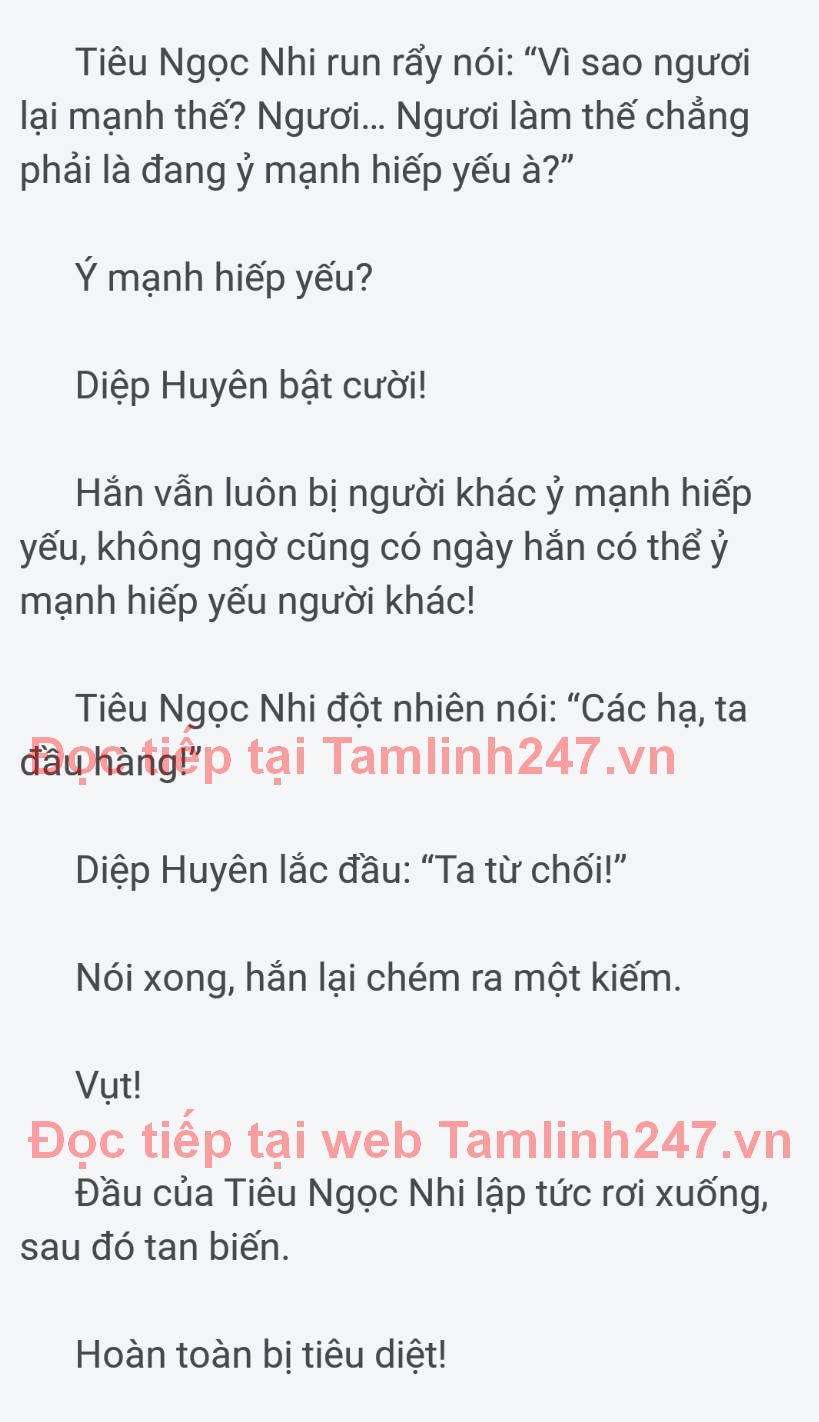 Tiêu Ngọc Nhi run rẩy nói: “Vì sao ngươi
lại mạnh thế? Ngươi... Ngươi làm thế chẳng
phải là đang ỷ mạnh hiếp yếu à?”
Ý mạnh hiếp yếu?
Diệp Huyên bật cười!
Hắn vẫn luôn bị người khác ỷ mạnh hiếp
yếu, không ngờ cũng có ngày hắn có thể ỷ
mạnh hiếp yếu người khác!
Tiêu Ngọc Nhi đột nhiên nói: “Các hạ, ta
đầu hàng!”
Đọc tiếp tại Tamlinh247.vn
Diệp Huyên lắc đầu: “Ta từ chối!”
Nói xong, hắn lại chém ra một kiếm.
Vụt!
Đọc tiếp tại web Tamlinh247.vn
Đầu của Tiêu Ngọc Nhi lập tức rơi xuống,
sau đó tan biến.
Hoàn toàn bị tiêu diệt!